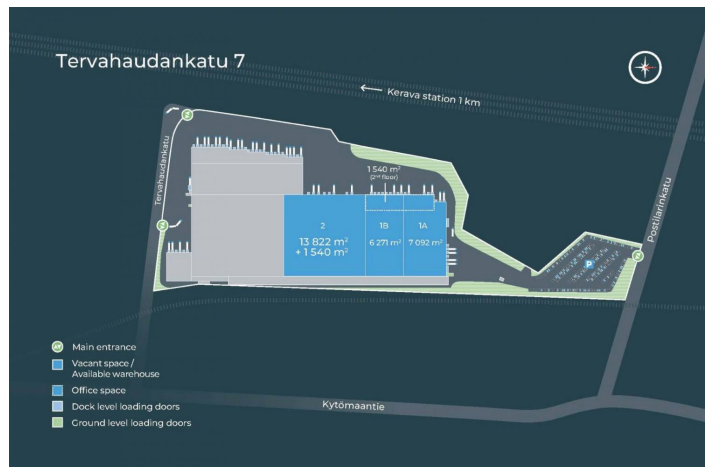 Tervahaudankatu 7
← Kerava station 1 km
Tervahaudankatu
1 540 m²
(2nd floor)
2
13 822 m²
+ 1 540 m²
1B
6 271 m²
1A
7 092 m²
P
Postilarinkatu
Main entrance
Vacant space /
Available warehouse
Office space
Dock level loading doors
Ground level loading doors
Kytömaantie